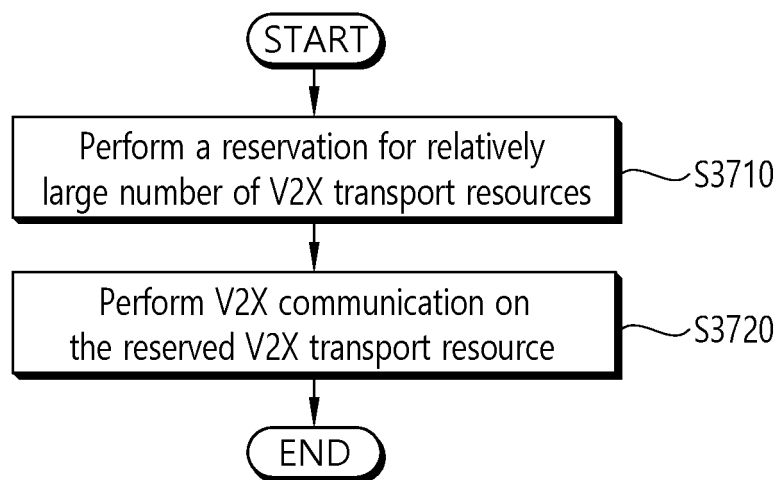 START
Perform a reservation for relatively
large number of V2X transport resources
S3710
Perform V2X communication on
the reserved V2X transport resource
S3720
END